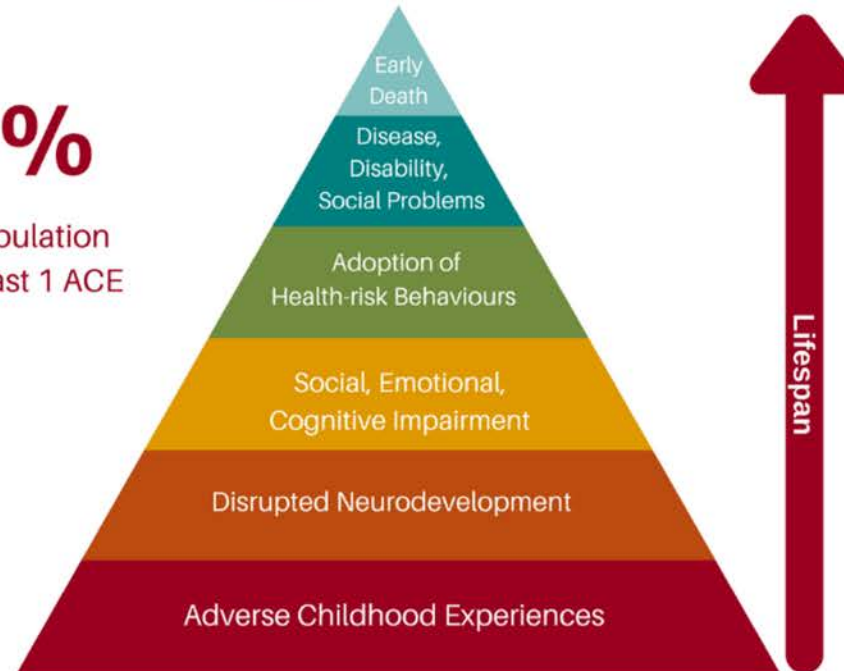 %
pulation
ast 1 ACE
Early
Death
Disease,
Disability,
Social Problems
Adoption of
Health-risk Behaviours
Social, Emotional,
Cognitive Impairment
Disrupted Neurodevelopment
Adverse Childhood Experiences
Lifespan